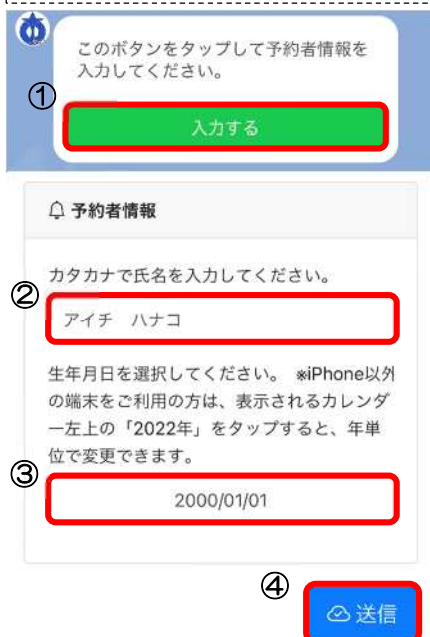 このボタンをタップして予約者情報を
入力してください。
①
入力する
予約者情報
カタカナで氏名を入力してください。
②
アイチ　ハナコ
生年月日を選択してください。 ※iPhone以外
の端末をご利用の方は、表示されるカレンダ
ー左上の「2022年」をタップすると、年単
位で変更できます。
③
2000/01/01
④
送信